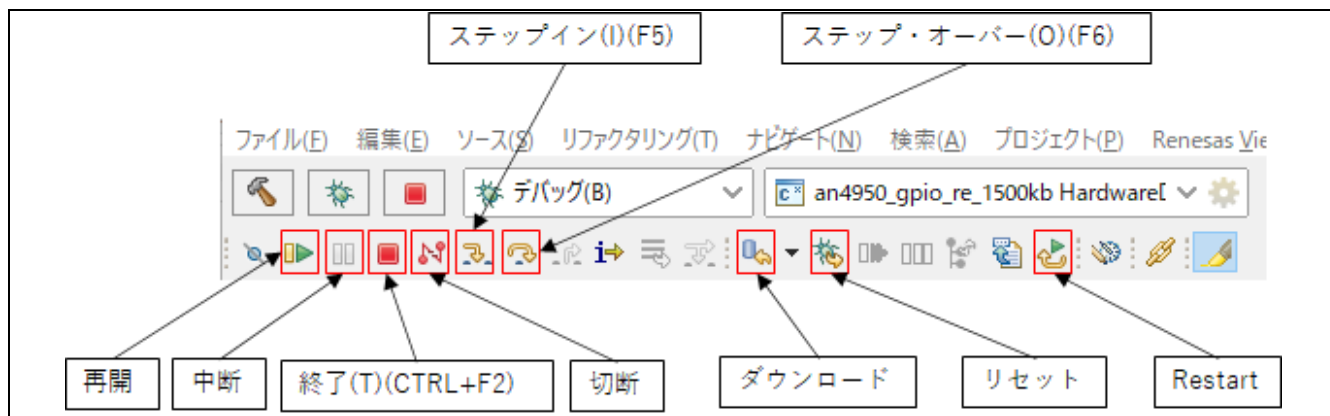 ステップイン(I)(F5)
ステップ・オーバー(O)(F6)
ファイル(F) 編集(E) ソース(S) リファクタリング(T) ナビゲート(N) 検索(A) プロジェクト(P) Renesas Vie
デバッグ(B)
an4950_gpio_re_1500kb Hardware[
再開
中断
終了(T)(CTRL+F2)
切断
ダウンロード
リセット
Restart